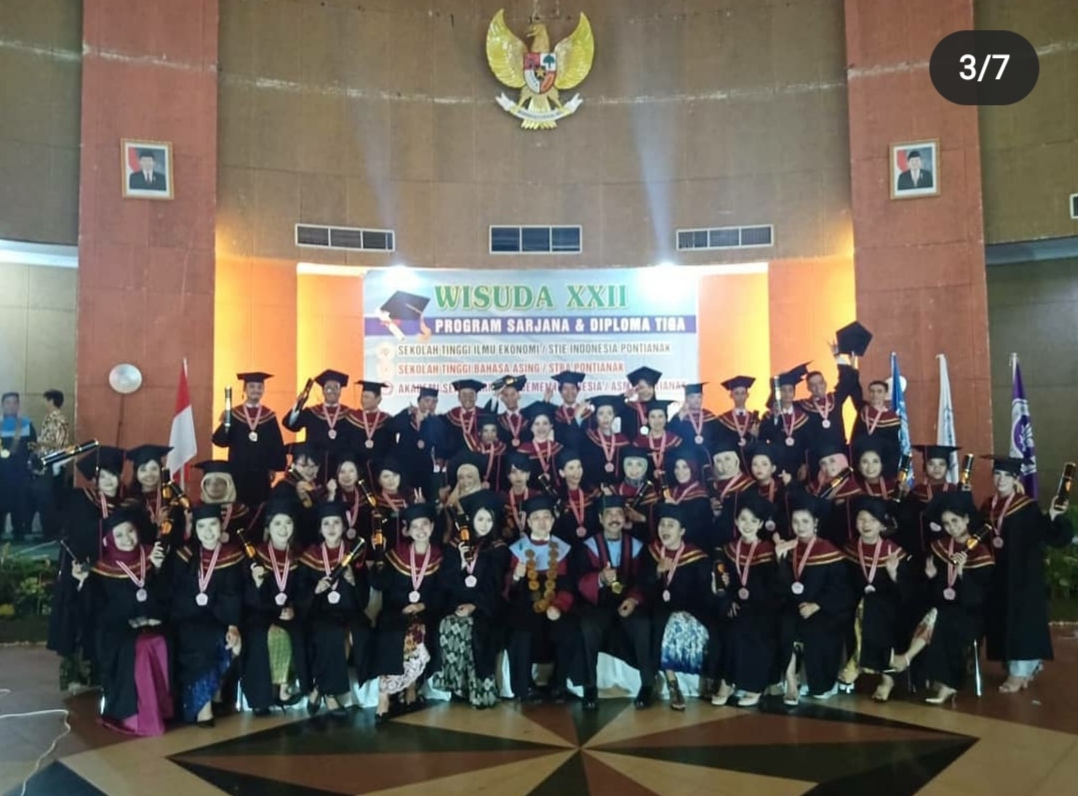 3/7
WISUDA XXII
PROGRAM SARJANA & DIPLOMA TIGA
SEKOLAH TINGGI ILMU EKONOMI / STIE INDONESIA PONTIANAK
SEKOLAH TINGGI BAHASA ASING / STBA PONTIANAK
PONTIANAK